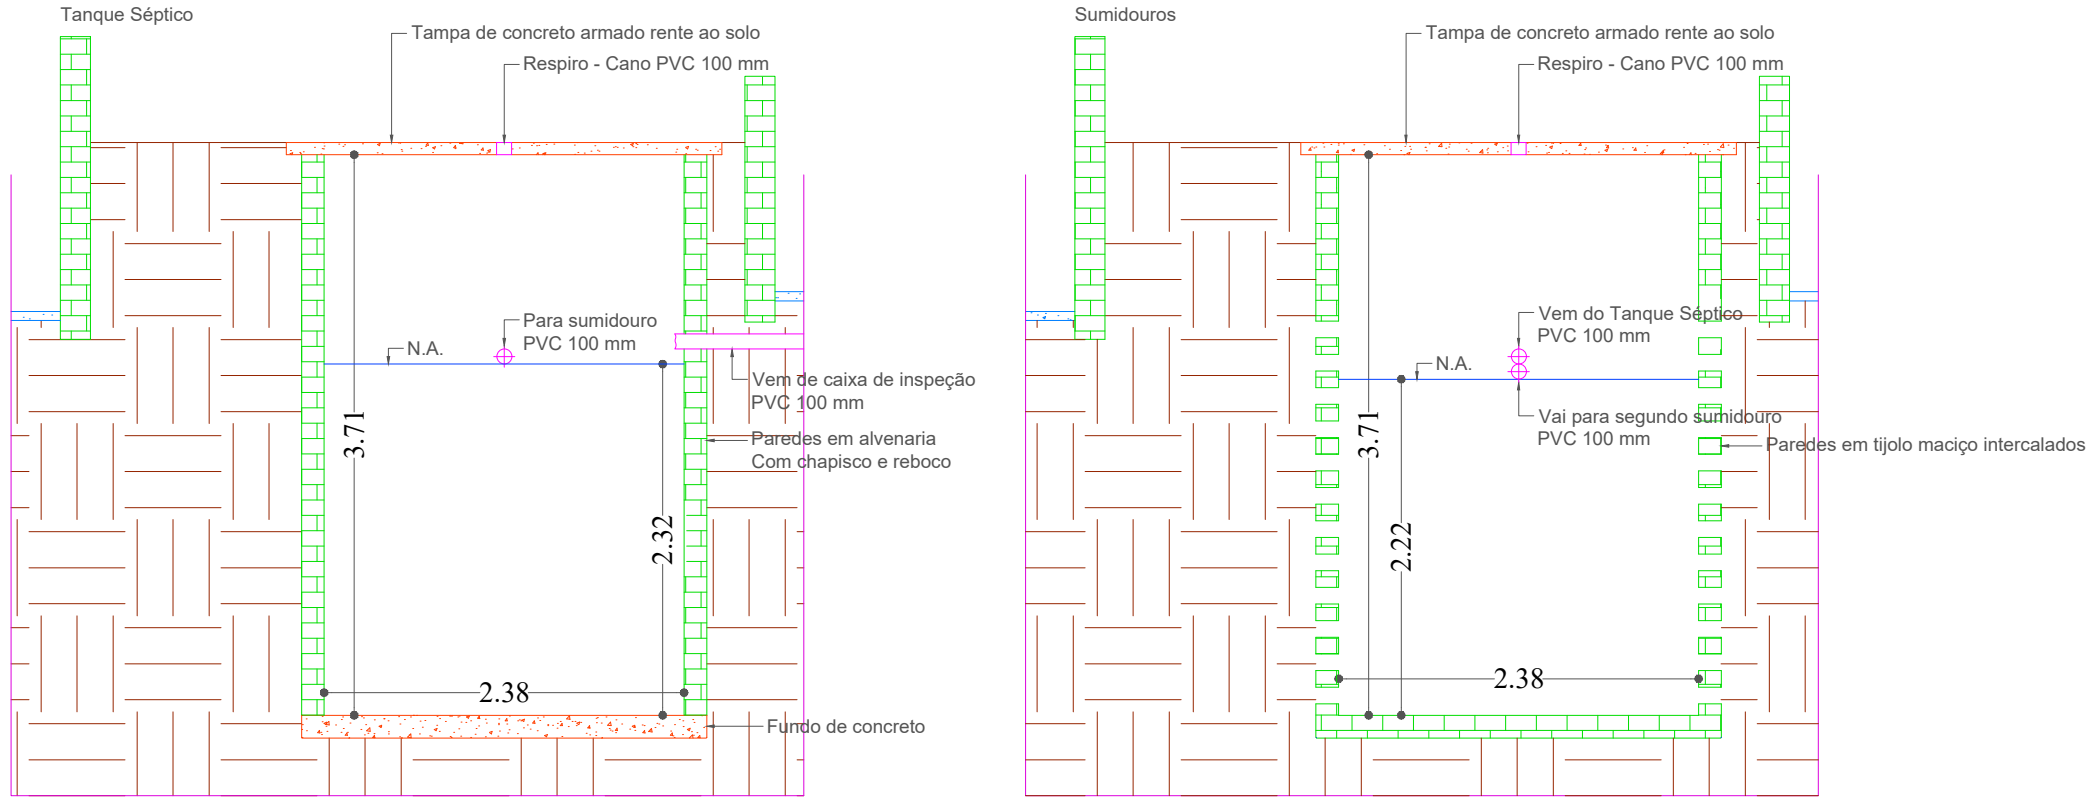 Tanque Séptico
Tampa de concreto armado rente ao solo
Respiro - Cano PVC 100 mm
Para sumidouro
PVC 100 mm
N.A.
Vem de caixa de inspeção
PVC 100 mm
3.71
Paredes em alvenaria
Com chapisco e reboco
2.32
2.38
Fundo de concreto
Sumidouros
Tampa de concreto armado rente ao solo
Respiro - Cano PVC 100 mm
Vem do Tanque Séptico
PVC 100 mm
N.A.
Vai para segundo sumidouro
PVC 100 mm
3.71
Paredes em tijolo maciço intercalados
2.22
2.38